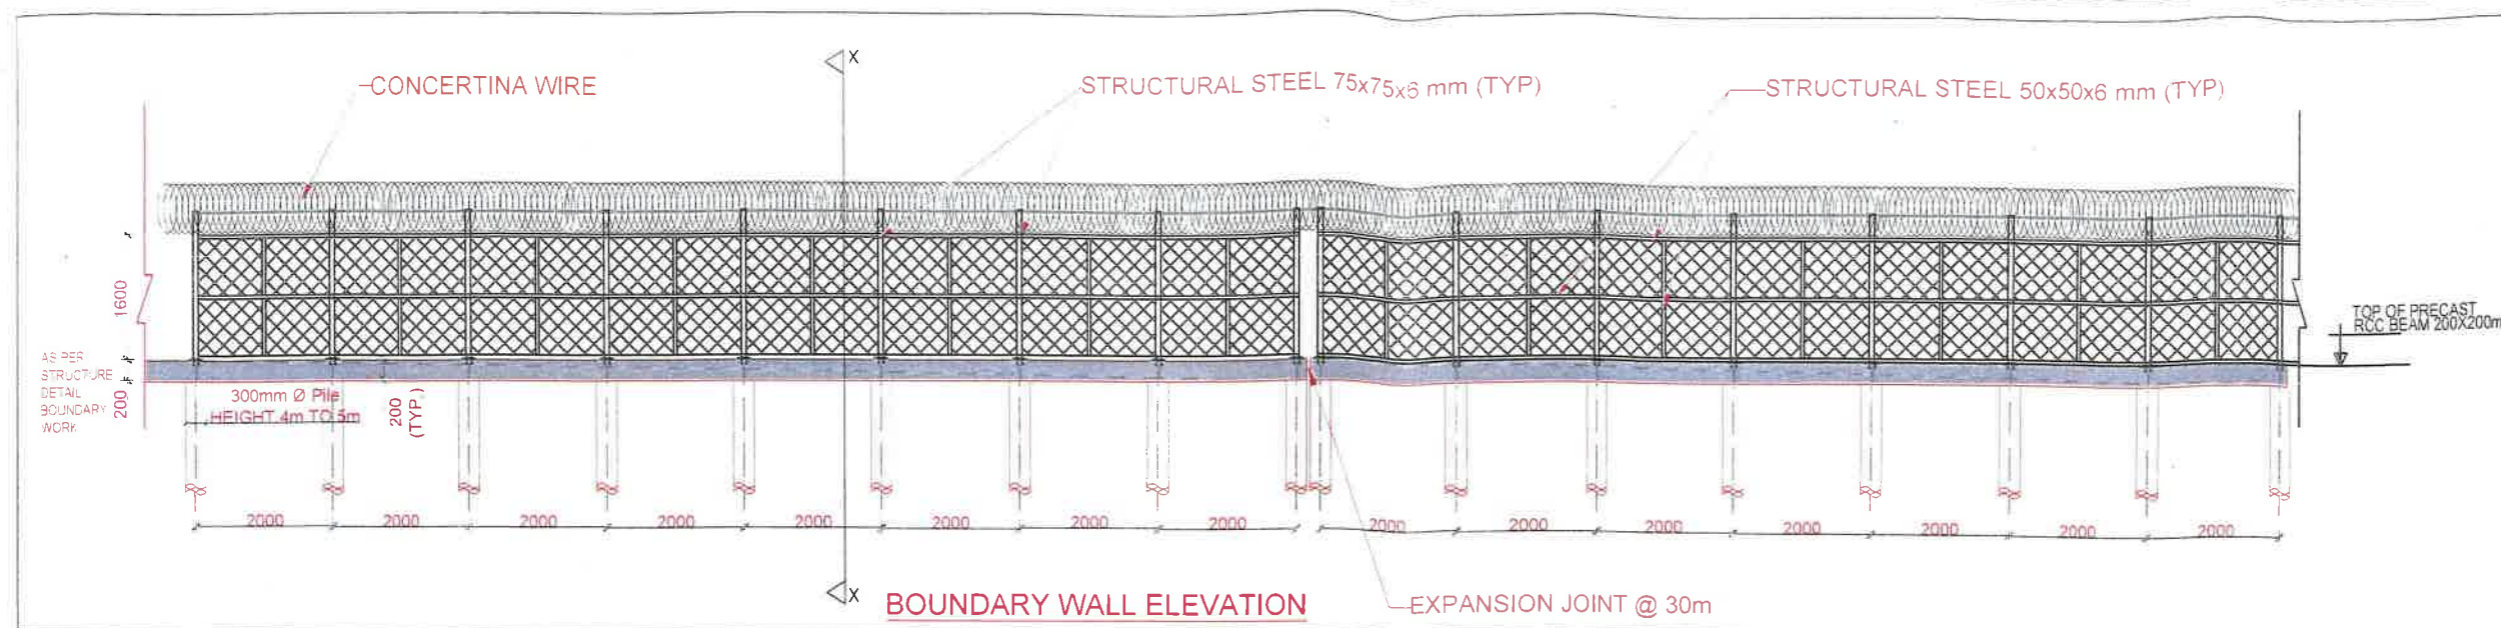 X
CONCERTINA WIRE
STRUCTURAL STEEL 75x75x6 mm (TYP)
STRUCTURAL STEEL 50x50x6 mm (TYP)
1600
TOP OF PRECAST
RCC BEAM 200X200m
AS PER
STRUCTURE
DETAIL
BOUNDARY
WORK
200
300mm Ø Pile
HEIGHT 4m TO 5m
200
(TYP)
2000 2000 2000 2000 2000 2000 2000 2000 2000 2000 2000 2000 2000 2000 2000
X
BOUNDARY WALL ELEVATION
EXPANSION JOINT @ 30m